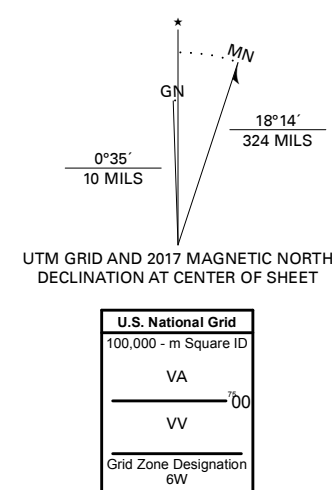 ★
MN
GN
18°14´
324 MILS
0°35´
10 MILS
UTM GRID AND 2017 MAGNETIC NORTH
DECLINATION AT CENTER OF SHEET
U.S. National Grid
100,000 - m Square ID
VA
7500
VV
Grid Zone Designation
6W